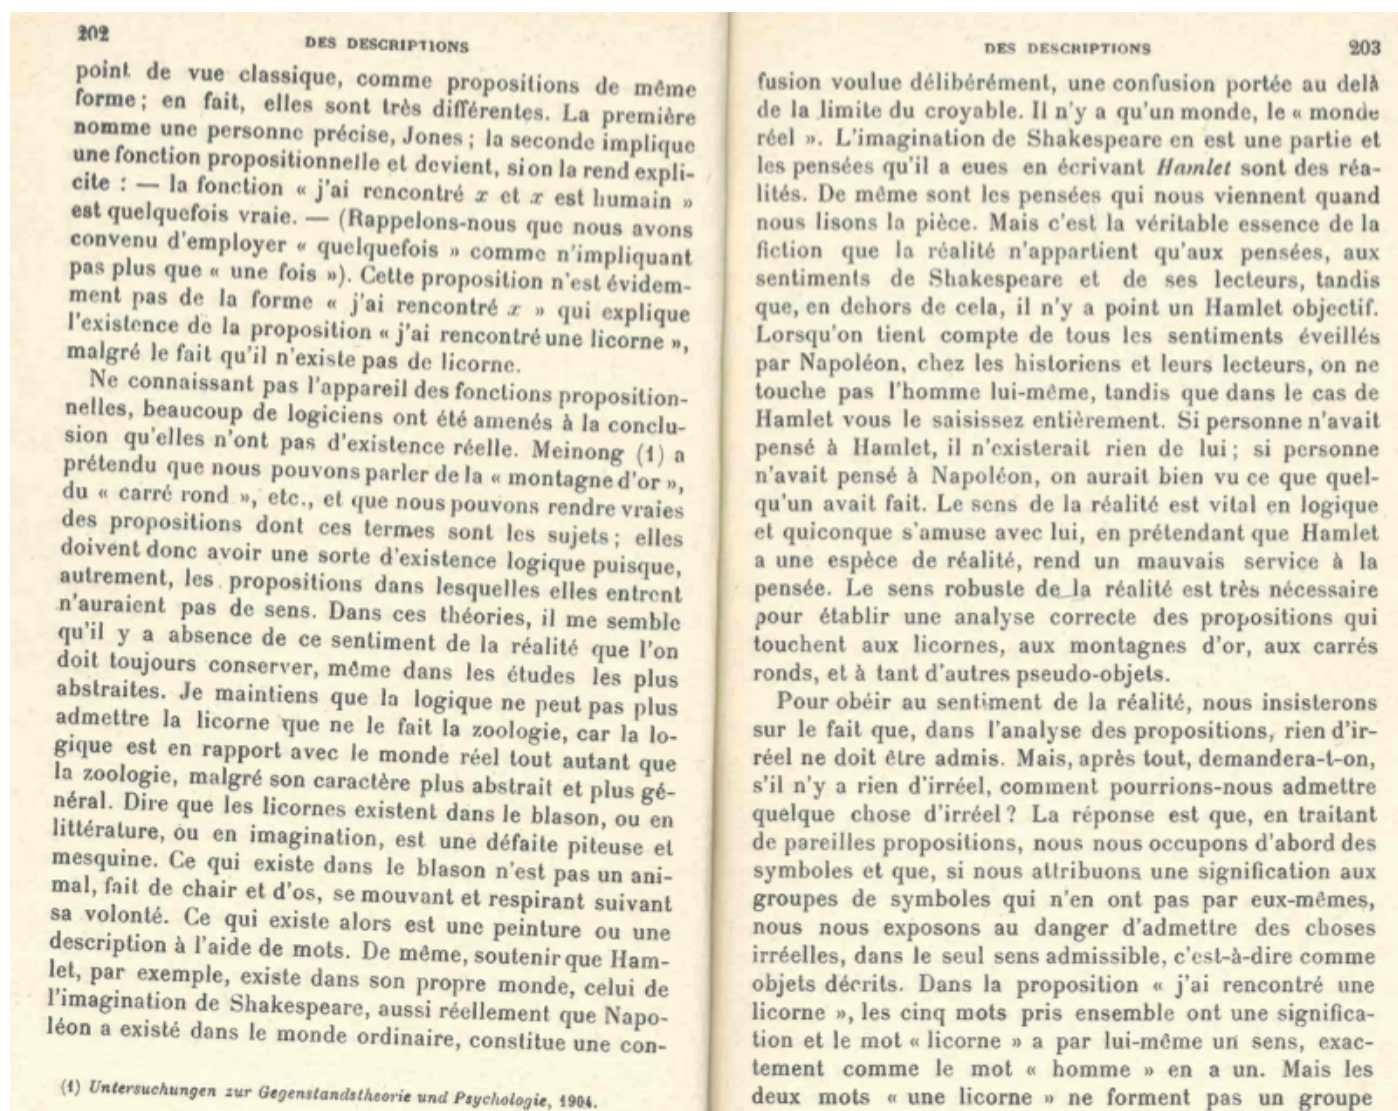 202
DES DESCRIPTIONS
point de vue classique, comme propositions de même
forme ; en fait, elles sont très différentes. La première
nomme une personne précise, Jones ; la seconde implique
une fonction propositionnelle et devient, si on la rend expli-
cite : — la fonction « j'ai rencontré x et x est humain »
est quelquefois vraie. — (Rappelons-nous que nous avons
convenu d'employer « quelquefois » comme n'impliquant
pas plus que « une fois »). Cette proposition n'est évidem-
ment pas de la forme « j'ai rencontré x » qui explique
l'existence de la proposition « j'ai rencontré une licorne »,
malgré le fait qu'il n'existe pas de licorne.
Ne connaissant pas l'appareil des fonctions proposition-
nelles, beaucoup de logiciens ont été amenés à la conclu-
sion qu'elles n'ont pas d'existence réelle. Meinong (1) a
prétendu que nous pouvons parler de la « montagne d'or »,
du « carré rond », etc., et que nous pouvons rendre vraies
des propositions dont ces termes sont les sujets ; elles
doivent donc avoir une sorte d'existence logique puisque,
autrement, les propositions dans lesquelles elles entrent
n'auraient pas de sens. Dans ces théories, il me semble
qu'il y a absence de ce sentiment de la réalité que l'on
doit toujours conserver, même dans les études les plus
abstraites. Je maintiens que la logique ne peut pas plus
admettre la licorne que ne le fait la zoologie, car la lo-
gique est en rapport avec le monde réel tout autant que
la zoologie, malgré son caractère plus abstrait et plus gé-
néral. Dire que les licornes existent dans le blason, ou en
littérature, ou en imagination, est une défaite piteuse et
mesquine. Ce qui existe dans le blason n'est pas un ani-
mal, fait de chair et d'os, se mouvant et respirant suivant
sa volonté. Ce qui existe alors est une peinture ou une
description à l'aide de mots. De même, soutenir que Ham-
let, par exemple, existe dans son propre monde, celui de
l'imagination de Shakespeare, aussi réellement que Napo-
léon a existé dans le monde ordinaire, constitue une con-
(1) Untersuchungen zur Gegenstandstheorie und Psychologie, 1904.
DES DESCRIPTIONS
203
fusion voulue délibérément, une confusion portée au delà
de la limite du croyable. Il n'y a qu'un monde, le « monde
réel ». L'imagination de Shakespeare en est une partie et
les pensées qu'il a eues en écrivant Hamlet sont des réa-
lités. De même sont les pensées qui nous viennent quand
nous lisons la pièce. Mais c'est la véritable essence de la
fiction que la réalité n'appartient qu'aux pensées, aux
sentiments de Shakespeare et de ses lecteurs, tandis
que, en dehors de cela, il n'y a point un Hamlet objectif.
Lorsqu'on tient compte de tous les sentiments éveillés
par Napoléon, chez les historiens et leurs lecteurs, on ne
touche pas l'homme lui-même, tandis que dans le cas de
Hamlet vous le saisissez entièrement. Si personne n'avait
pensé à Hamlet, il n'existerait rien de lui ; si personne
n'avait pensé à Napoléon, on aurait bien vu ce que quel-
qu'un avait fait. Le sens de la réalité est vital en logique
et quiconque s'amuse avec lui, en prétendant que Hamlet
a une espèce de réalité, rend un mauvais service à la
pensée. Le sens robuste de la réalité est très nécessaire
pour établir une analyse correcte des propositions qui
touchent aux licornes, aux montagnes d'or, aux carrés
ronds, et à tant d'autres pseudo-objets.
Pour obéir au sentiment de la réalité, nous insisterons
sur le fait que, dans l'analyse des propositions, rien d'ir-
réel ne doit être admis. Mais, après tout, demandera-t-on,
s'il n'y a rien d'irréel, comment pourrions-nous admettre
quelque chose d'irréel ? La réponse est que, en traitant
de pareilles propositions, nous nous occupons d'abord des
symboles et que, si nous attribuons une signification aux
groupes de symboles qui n'en ont pas par eux-mêmes,
nous nous exposons au danger d'admettre des choses
irréelles, dans le seul sens admissible, c'est-à-dire comme
objets décrits. Dans la proposition « j'ai rencontré une
licorne », les cinq mots pris ensemble ont une significa-
tion et le mot « licorne » a par lui-même un sens, exac-
tement comme le mot « homme » en a un. Mais les
deux mots « une licorne » ne forment pas un groupe